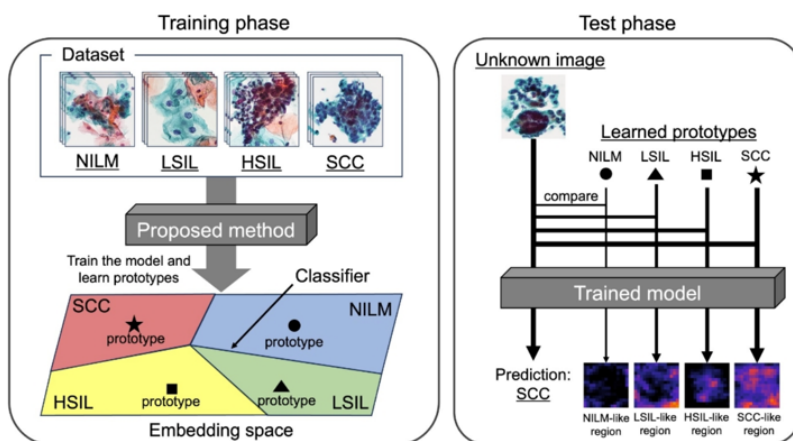 Training phase
Dataset
NILM
LSIL
HSIL
SCC
Proposed method
Train the model and
learn prototypes
Classifier
SCC
prototype
NILM
prototype
HSIL
prototype
LSIL
prototype
Embedding space
Test phase
Unknown image
Learned prototypes
NILM
LSIL
HSIL
SCC
compare
Trained model
Prediction:
SCC
NILM-like
region
LSIL-like
region
HSIL-like
region
SCC-like
region